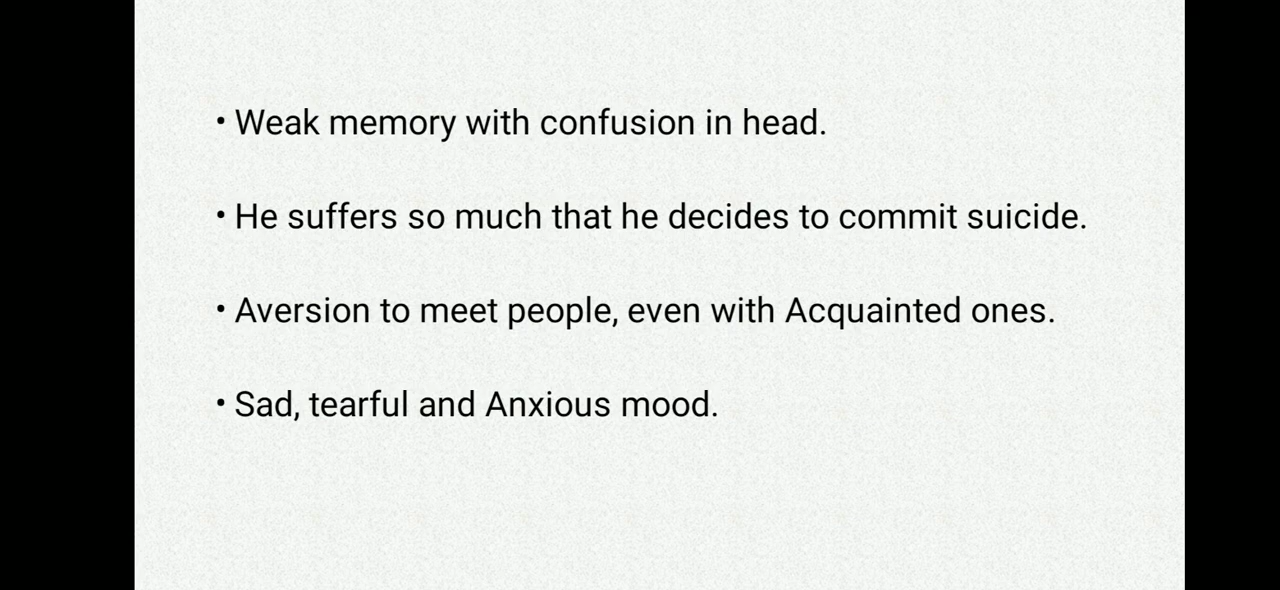 • Weak memory with confusion in head.
• He suffers so much that he decides to commit suicide.
• Aversion to meet people, even with Acquainted ones.
• Sad, tearful and Anxious mood.